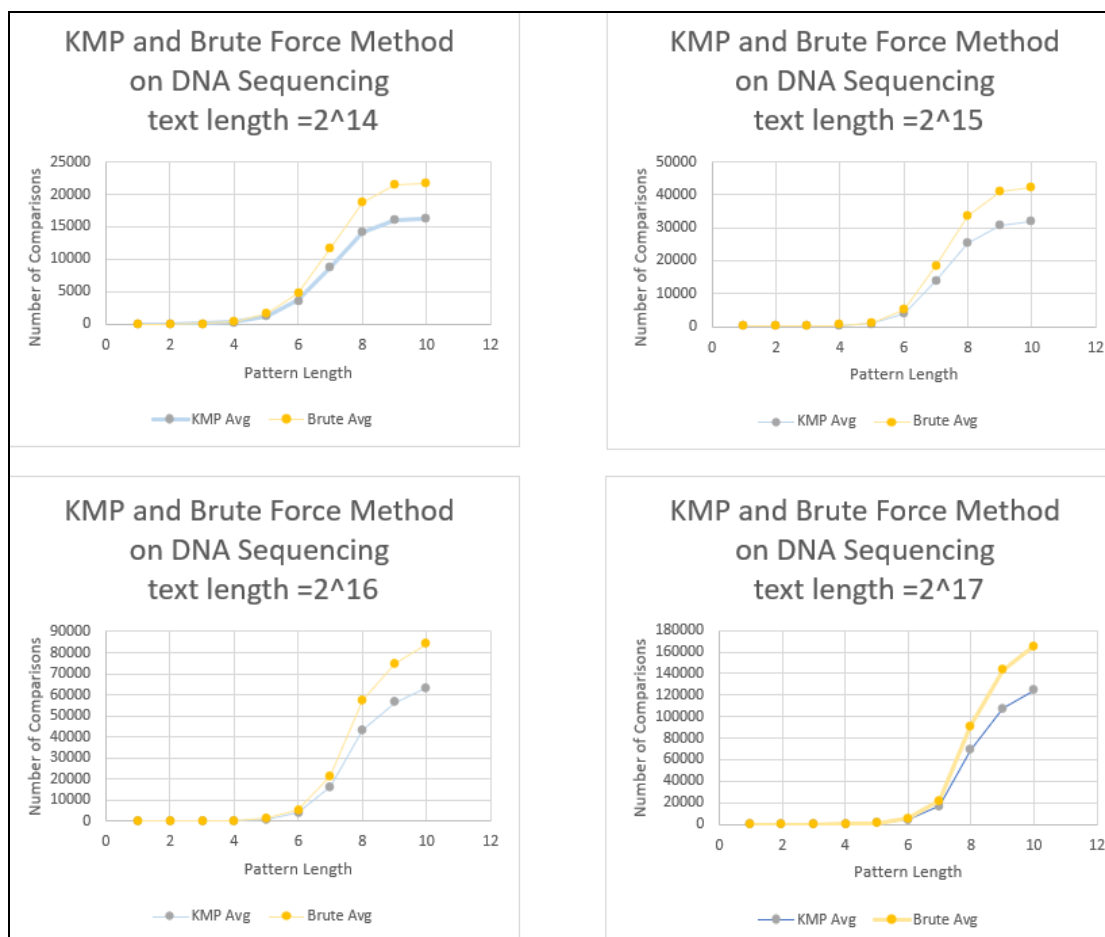 KMP and Brute Force Method
on DNA Sequencing
text length =2^14
Number of Comparisons
25000
20000
15000
10000
5000
0
0 2 4 6 8 10 12
Pattern Length
KMP Avg Brute Avg
KMP and Brute Force Method
on DNA Sequencing
text length =2^15
Number of Comparisons
50000
40000
30000
20000
10000
0
0 2 4 6 8 10 12
Pattern Length
KMP Avg Brute Avg
KMP and Brute Force Method
on DNA Sequencing
text length =2^16
Number of Comparisons
90000
80000
70000
60000
50000
40000
30000
20000
10000
0
0 2 4 6 8 10 12
Pattern Length
KMP Avg Brute Avg
KMP and Brute Force Method
on DNA Sequencing
text length =2^17
Number of Comparisons
180000
160000
140000
120000
100000
80000
60000
40000
20000
0
0 2 4 6 8 10 12
Pattern Length
KMP Avg Brute Avg